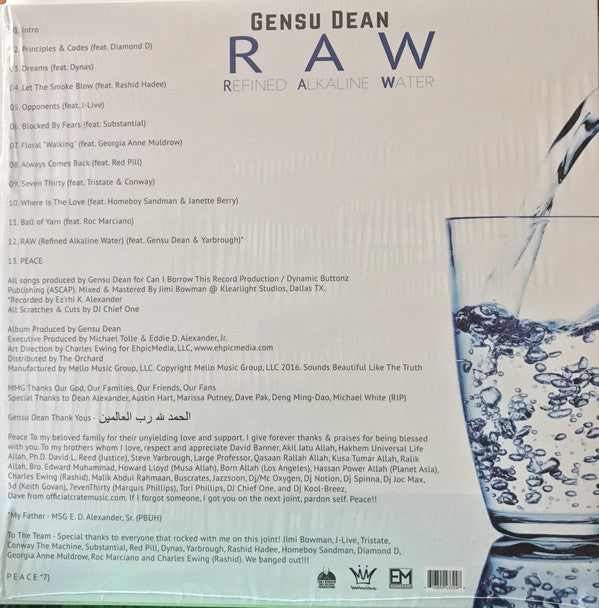 GENSU DEAN
R A W
REFINED ALKALINE WATER
01. Intro
02. Principles & Codes (feat. Diamond D)
03. Dreams (feat. Dynas)
04. Let The Smoke Blow (feat. Rashid Hadee)
05. Opponents (feat. J-Live)
06. Blocked By Fears (feat. Substantial)
07. Floral "Walking" (feat. Georgia Anne Muldrow)
08. Always Comes Back (feat. Red Pill)
09. Seven Thirty (feat. Tristate & Conway)
10. Where Is The Love (feat. Homeboy Sandman & Janette Berry)
11. Ball of Yarn (feat. Roc Marciano)
12. RAW (Refined Alkaline Water) (feat. Gensu Dean & Yarbrough)*
13. PEACE
All songs produced by Gensu Dean for Can I Borrow This Record Production / Dynamic Buttonz
Publishing (ASCAP). Mixed & Mastered By Jimi Bowman @ Klearlight Studios, Dallas TX.
*Recorded by Ez'rhi K. Alexander
All Scratches & Cuts by DJ Chief One
Album Produced by Gensu Dean
Executive Produced by Michael Tolle & Eddie D. Alexander, Jr.
Art Direction by Charles Ewing for EhpicMedia, LLC, www.ehpicmedia.com
Distributed by The Orchard
Manufactured by Mello Music Group, LLC. Copyright Mello Music Group, LLC 2016. Sounds Beautiful Like The Truth
MMG Thanks Our God, Our Families, Our Friends, Our Fans
Special Thanks to Dean Alexander, Austin Hart, Marissa Putney, Dave Pak, Deng Ming-Dao, Michael White (RIP)
Gensu Dean Thank Yous - الحمد لله رب العالمين
Peace To my beloved family for their unyielding love and support. I give forever thanks & praises for being blessed
with you. To my brothers whom I love, respect and appreciate David Banner, Akil Jatu Allah, Hakhem Universal Life
Allah, Ph.D. David L. Reed (Justice), Steve Yarbrough, Large Professor, Qasaan Rallah Allah, Kusa Tumar Allah, Ralik
Allah, Bro. Edward Muhammad, Howard Lloyd (Musa Allah), Born Allah (Los Angeles), Hassan Power Allah (Planet Asia),
Charles Ewing (Rashid), Malik Abdul Rahmaan, Buscrates, Jazzsoon, Dj/Mc Oxygen, Dj Notion, Dj Spinna, Dj Joc Max,
5d (Keith Govan), 7evenThirty (Marquis Phillips), Tori Phillips, DJ Chief One, and Dj Kool-Breez,
Dave from officialcratemusic.com. If I forgot someone, I got you on the next joint, pardon self. Peace!!
*My Father - MSG E. D. Alexander, Sr. (PBUH)
To The Team - Special thanks to everyone that rocked with me on this joint! Jimi Bowman, J-Live, Tristate,
Conway The Machine, Substantial, Red Pill, Dynas, Yarbrough, Rashid Hadee, Homeboy Sandman, Diamond D,
Georgia Anne Muldrow, Roc Marciano and Charles Ewing (Rashid). We banged out!!!
P E A C E *7)
EM